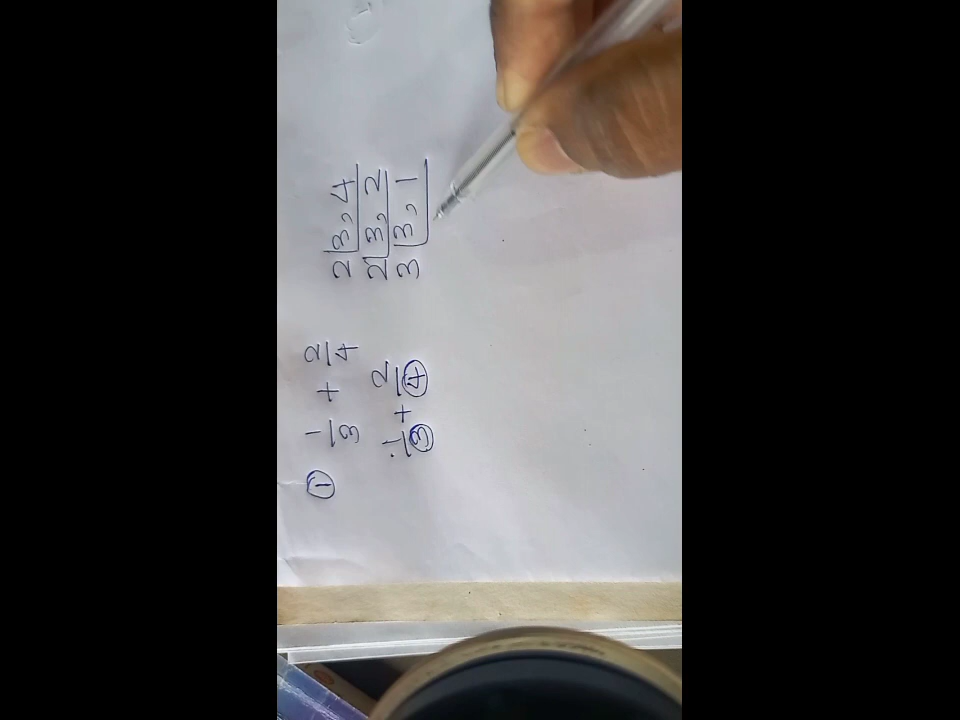 ① 1/3 + 2/4
1/3 + 2/4
2 | 3, 4
2 | 3, 2
3 | 3, 1